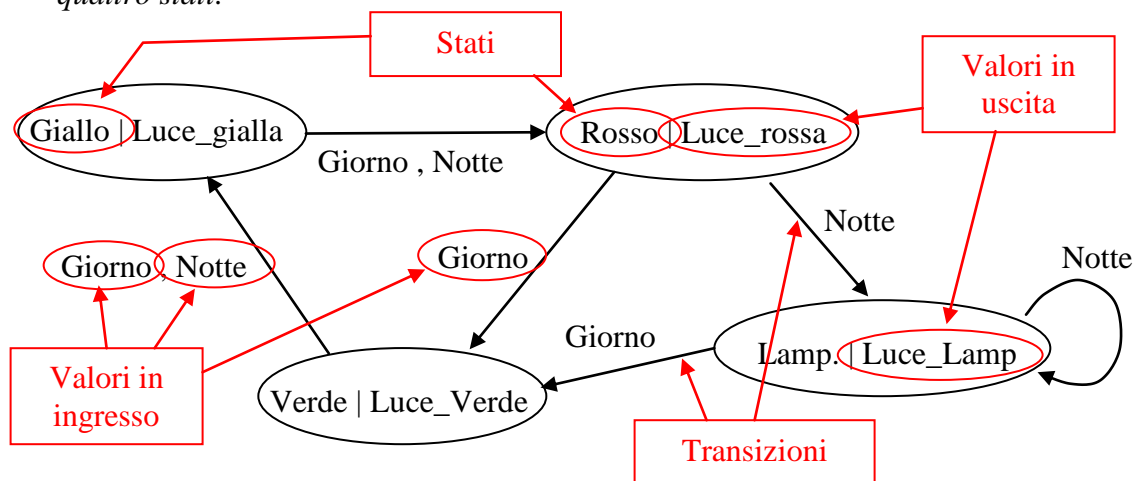 quattro stati.
Stati
Valori in
uscita
Giallo | Luce_gialla
Rosso | Luce_rossa
Giorno , Notte
Notte
Giorno , Notte
Giorno
Notte
Giorno
Lamp. | Luce_Lamp
Valori in
ingresso
Verde | Luce_Verde
Transizioni